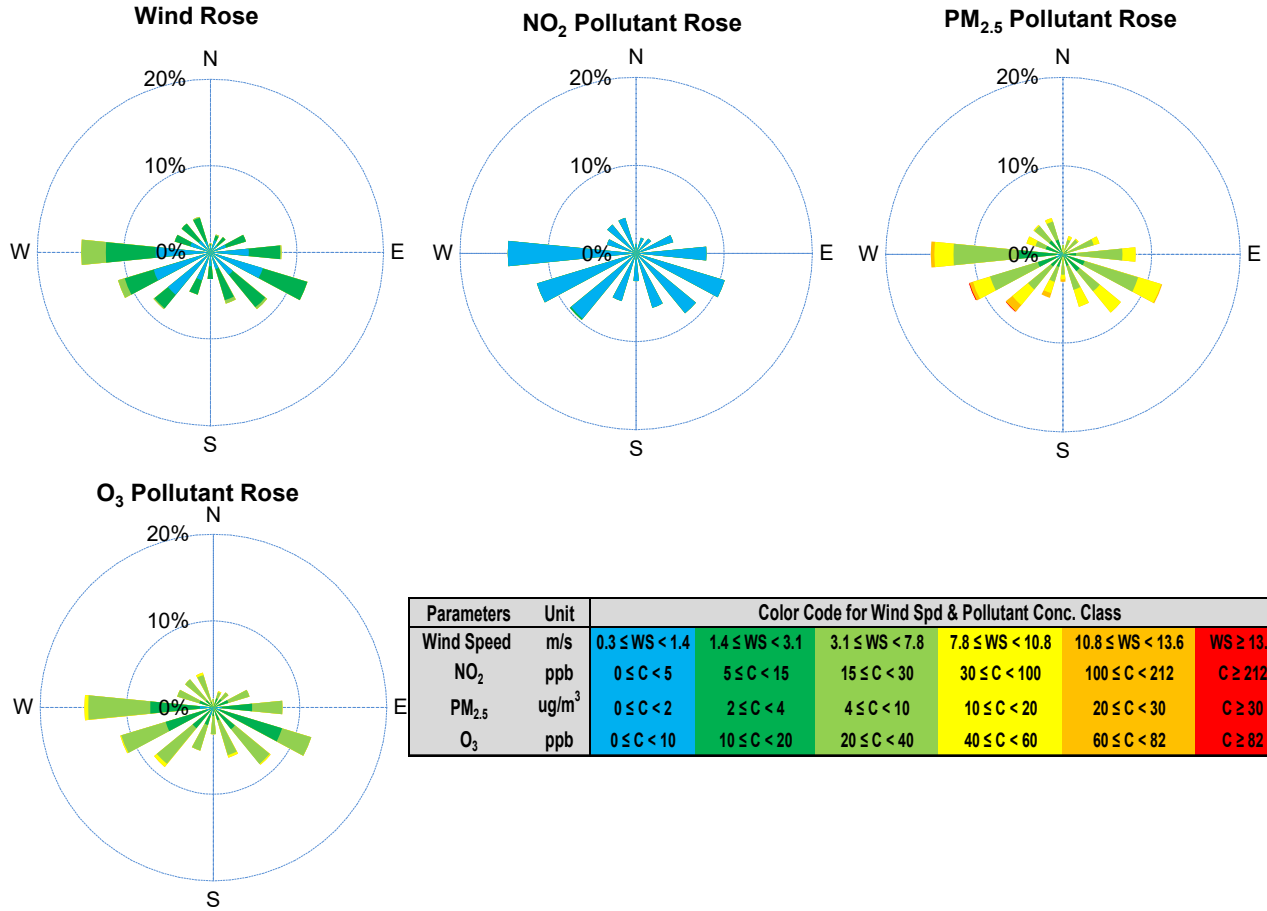 Wind Rose
N
20%
10%
0%
W
E
S
NO₂ Pollutant Rose
N
20%
10%
0%
W
E
S
PM₂.₅ Pollutant Rose
N
20%
10%
0%
W
E
S
O₃ Pollutant Rose
N
20%
10%
0%
W
E
S
Parameters Unit Color Code for Wind Spd & Pollutant Conc. Class
Wind Speed m/s 0.3 ≤ WS < 1.4 1.4 ≤ WS < 3.1 3.1 ≤ WS < 7.8 7.8 ≤ WS < 10.8 10.8 ≤ WS < 13.6 WS ≥ 13.
NO₂ ppb 0 ≤ C < 5 5 ≤ C < 15 15 ≤ C < 30 30 ≤ C < 100 100 ≤ C < 212 C ≥ 212
PM₂.₅ ug/m³ 0 ≤ C < 2 2 ≤ C < 4 4 ≤ C < 10 10 ≤ C < 20 20 ≤ C < 30 C ≥ 30
O₃ ppb 0 ≤ C < 10 10 ≤ C < 20 20 ≤ C < 40 40 ≤ C < 60 60 ≤ C < 82 C ≥ 82